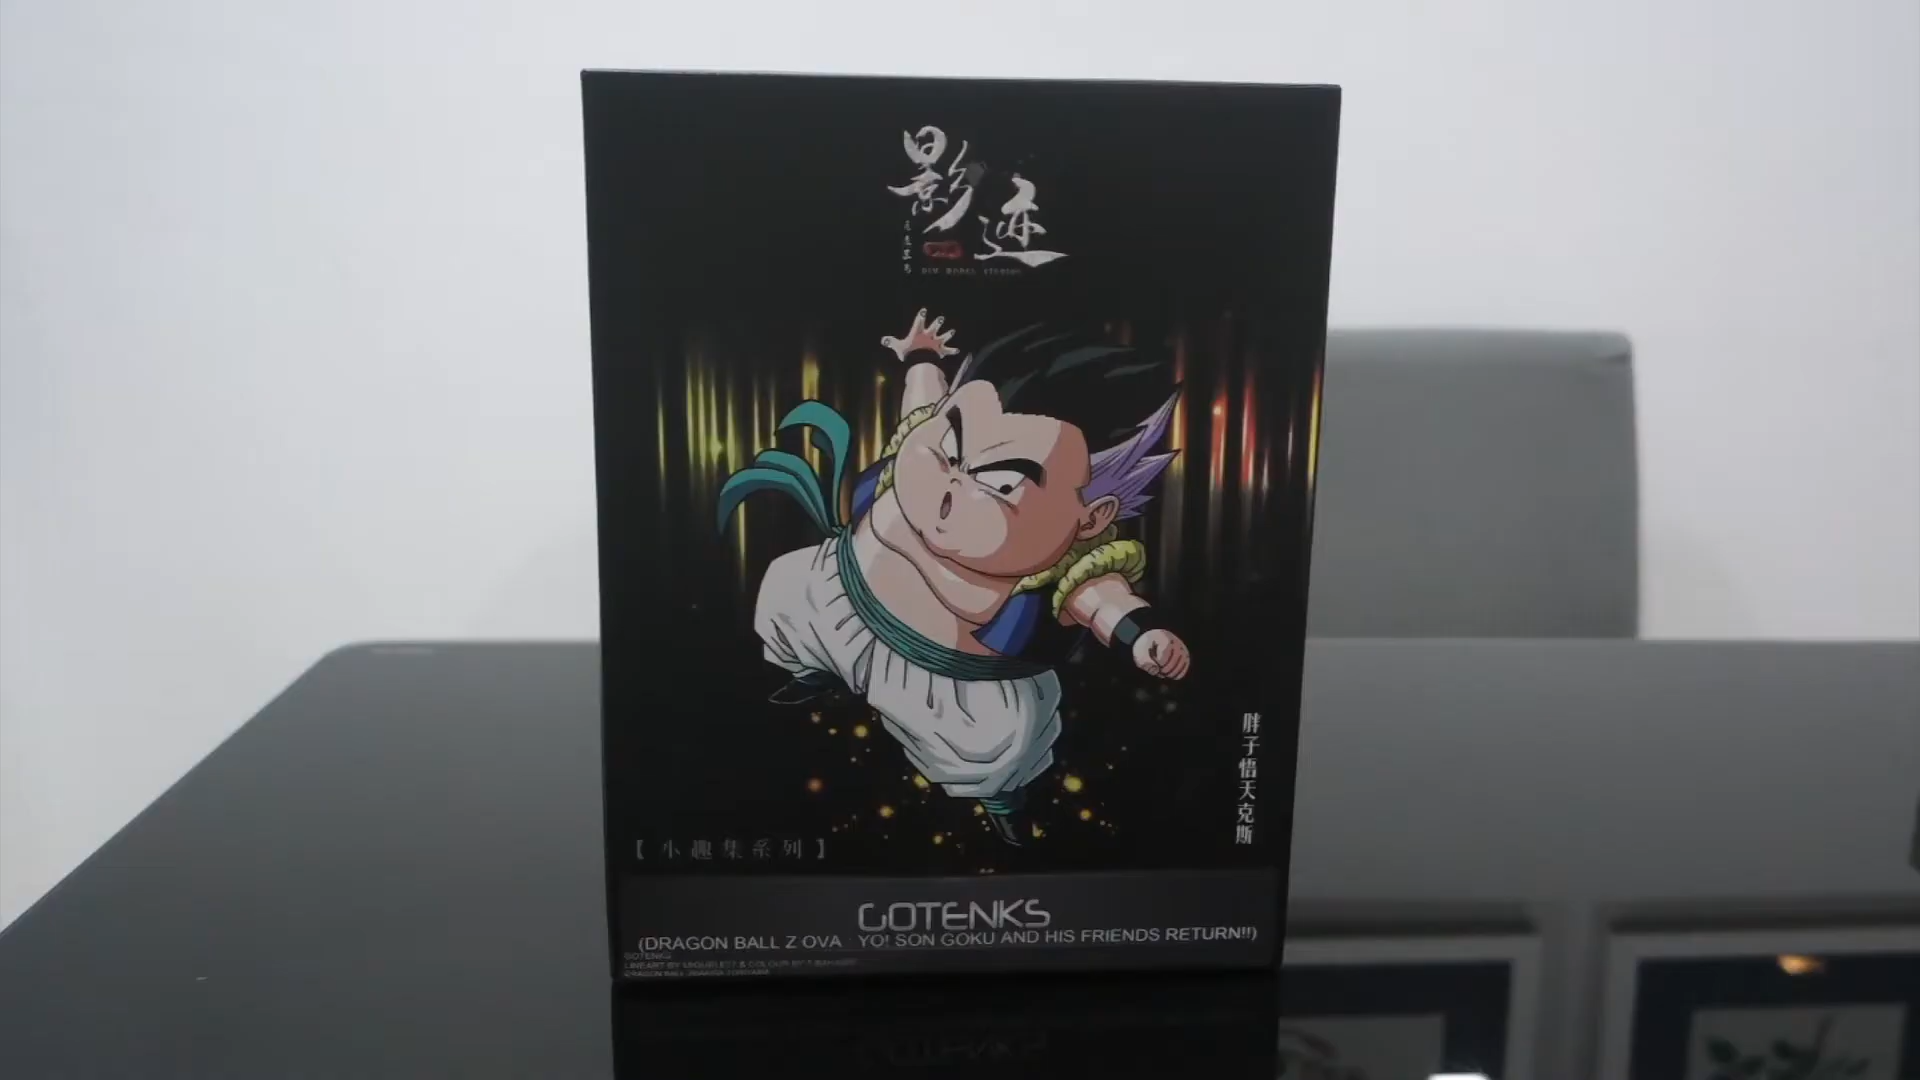 影迹
胖子悟天克斯
【小趣集系列】
GOTENKS
(DRAGON BALL Z OVA : YO! SON GOKU AND HIS FRIENDS RETURN!!)
GOTENKS